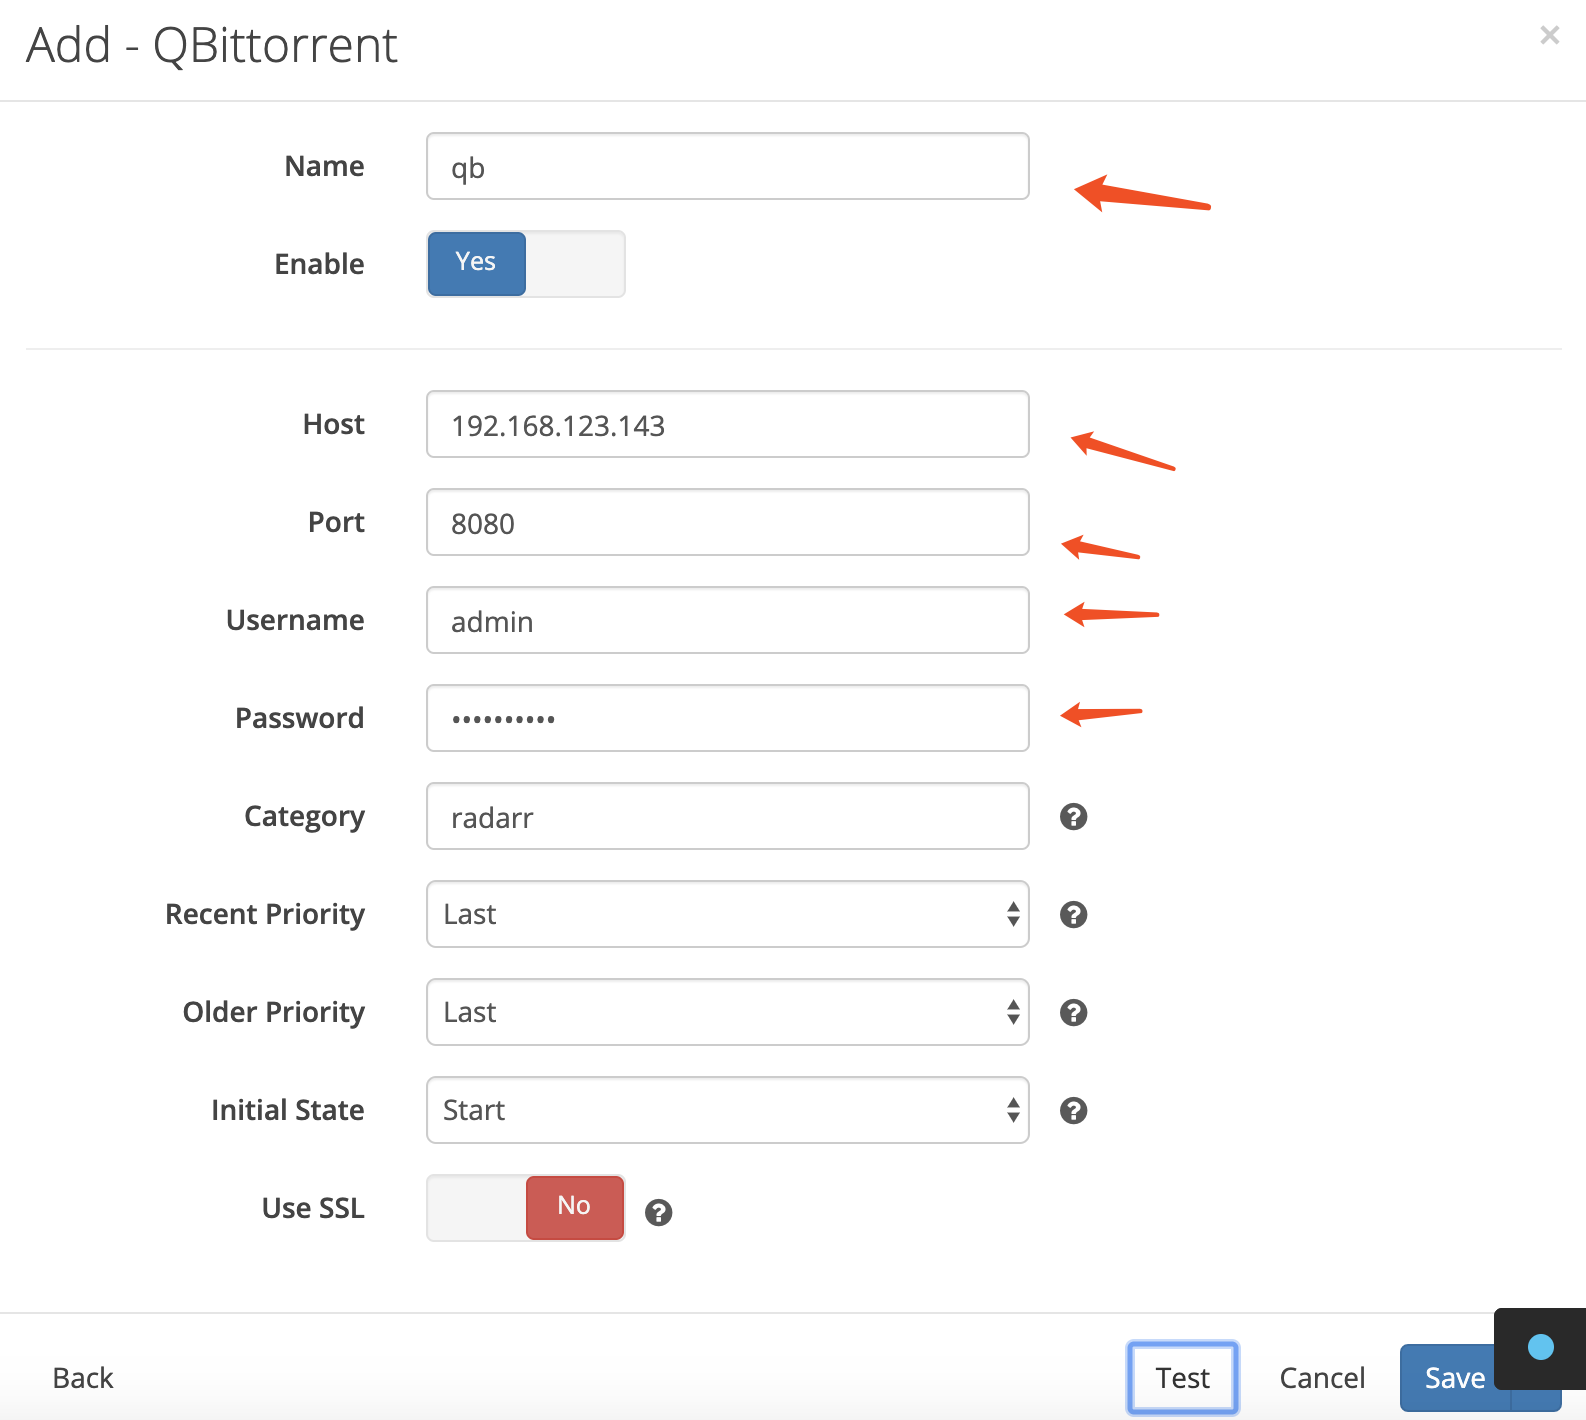 Add - QBittorrent
×
Name
qb
Enable
Yes
Host
192.168.123.143
Port
8080
Username
admin
Password
••••••••••
Category
radarr
?
Recent Priority
Last
?
Older Priority
Last
?
Initial State
Start
?
Use SSL
No
?
Back
Test
Cancel
Save